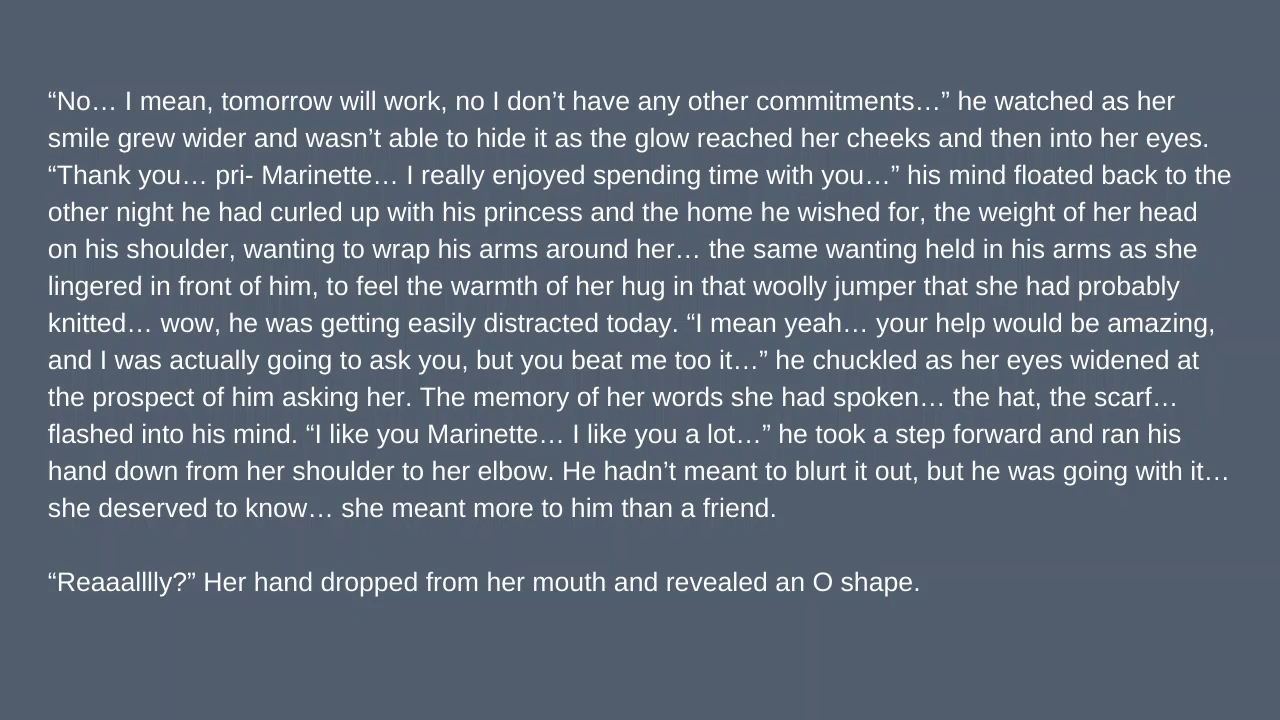 “No… I mean, tomorrow will work, no I don’t have any other commitments…” he watched as her
smile grew wider and wasn’t able to hide it as the glow reached her cheeks and then into her eyes.
“Thank you… pri- Marinette… I really enjoyed spending time with you…” his mind floated back to the
other night he had curled up with his princess and the home he wished for, the weight of her head
on his shoulder, wanting to wrap his arms around her… the same wanting held in his arms as she
lingered in front of him, to feel the warmth of her hug in that woolly jumper that she had probably
knitted… wow, he was getting easily distracted today. “I mean yeah… your help would be amazing,
and I was actually going to ask you, but you beat me too it…” he chuckled as her eyes widened at
the prospect of him asking her. The memory of her words she had spoken… the hat, the scarf…
flashed into his mind. “I like you Marinette… I like you a lot…” he took a step forward and ran his
hand down from her shoulder to her elbow. He hadn’t meant to blurt it out, but he was going with it…
she deserved to know… she meant more to him than a friend.
“Reaaalllly?” Her hand dropped from her mouth and revealed an O shape.